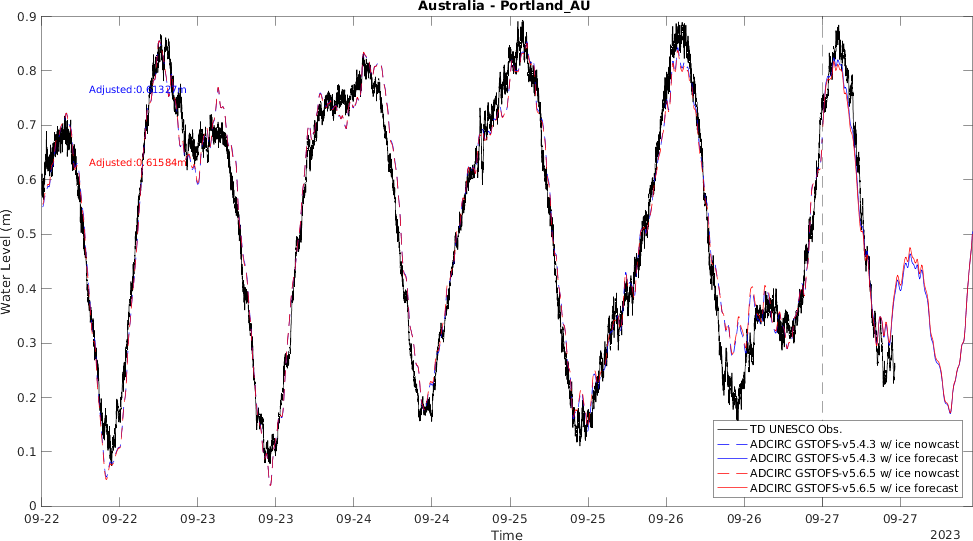 Australia - Portland_AU
0.9
0.8
0.7
0.6
0.5
0.4
0.3
0.2
0.1
0
Water Level (m)
Adjusted:0.61327m
Adjusted:0.61584m
TD UNESCO Obs.
ADCIRC GSTOFS-v5.4.3 w/ ice nowcast
ADCIRC GSTOFS-v5.4.3 w/ ice forecast
ADCIRC GSTOFS-v5.6.5 w/ ice nowcast
ADCIRC GSTOFS-v5.6.5 w/ ice forecast
09-22 09-22 09-23 09-23 09-24 09-24 09-25 09-25 09-26 09-26 09-27 09-27
Time
2023